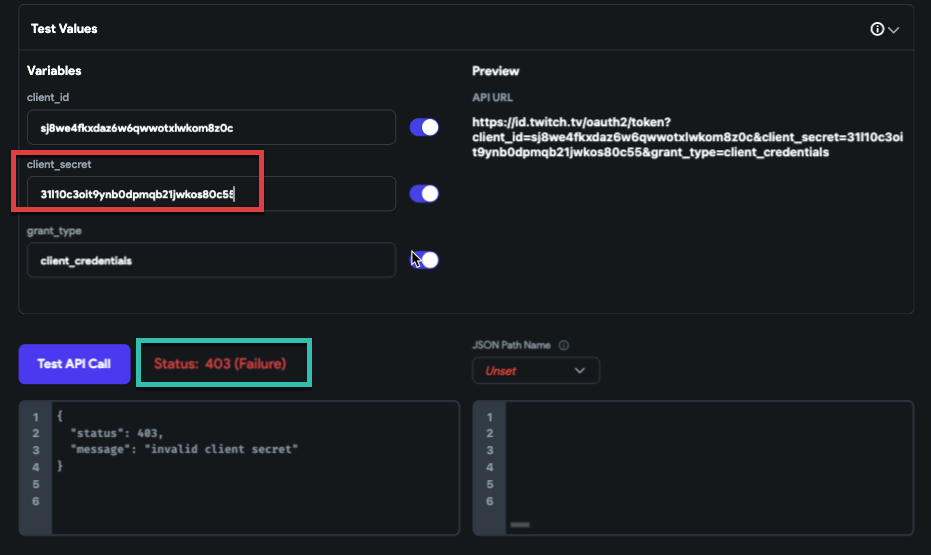 Test Values
Variables
Preview
client_id
API URL
sj8we4fkxdaz6w6qwwotxlwkom8z0c
https://id.twitch.tv/oauth2/token?
client_id=sj8we4fkxdaz6w6qwwotxlwkom8z0c&client_secret=31l10c3oi
t9ynb0dpmqb21jwkos80c55&grant_type=client_credentials
client_secret
31l10c3oit9ynb0dpmqb21jwkos80c55
grant_type
client_credentials
Test API Call
Status: 403 (Failure)
JSON Path Name
Unset
1 {
2 "status": 403,
3 "message": "invalid client secret"
4 }
5
6
1
2
3
4
5
6